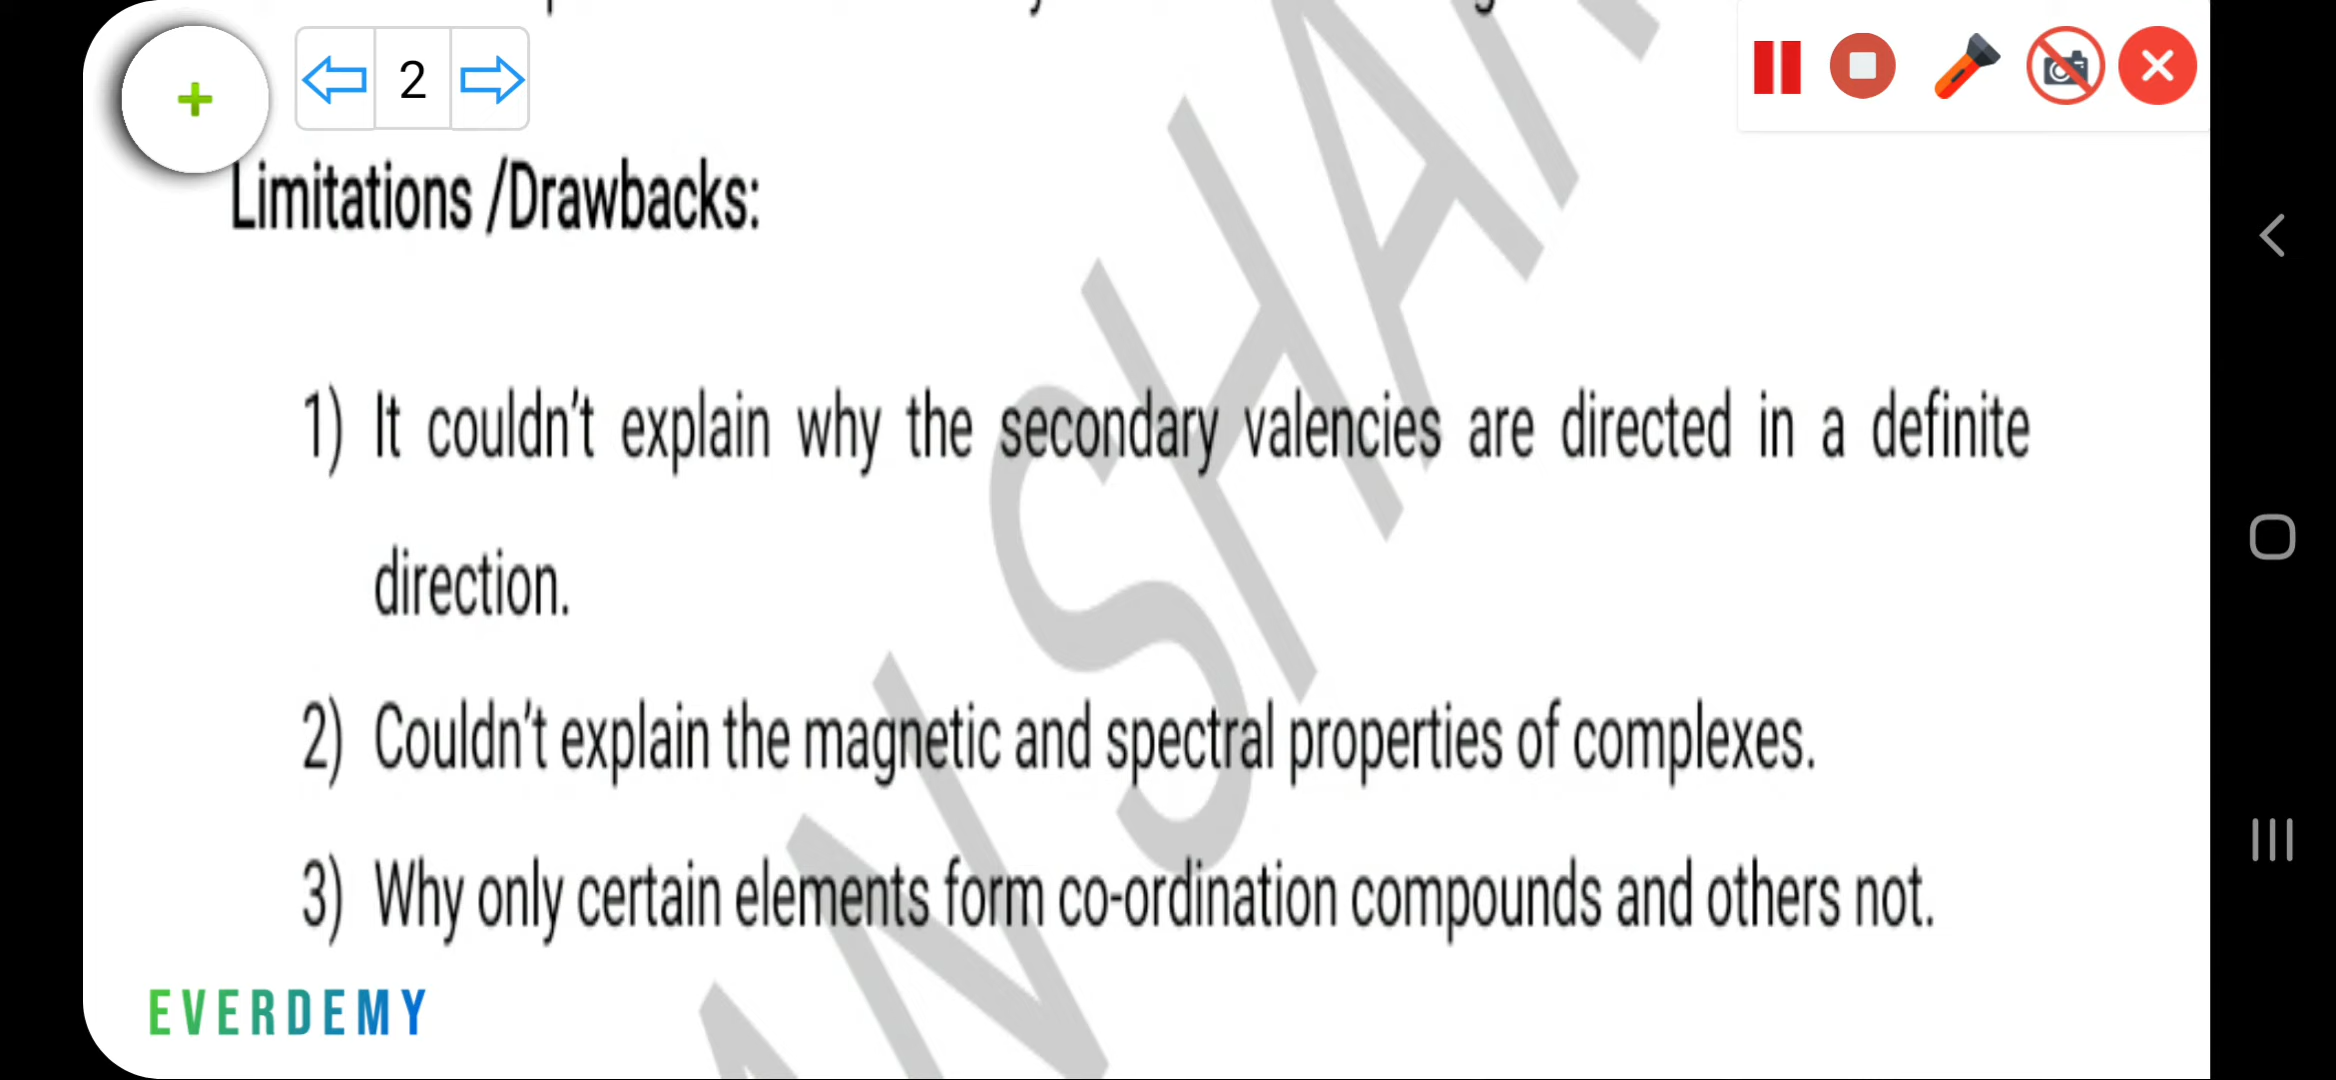 2
Limitations /Drawbacks:
1) It couldn't explain why the secondary valencies are directed in a definite
direction.
2) Couldn't explain the magnetic and spectral properties of complexes.
3) Why only certain elements form co-ordination compounds and others not.
EVERDEMY